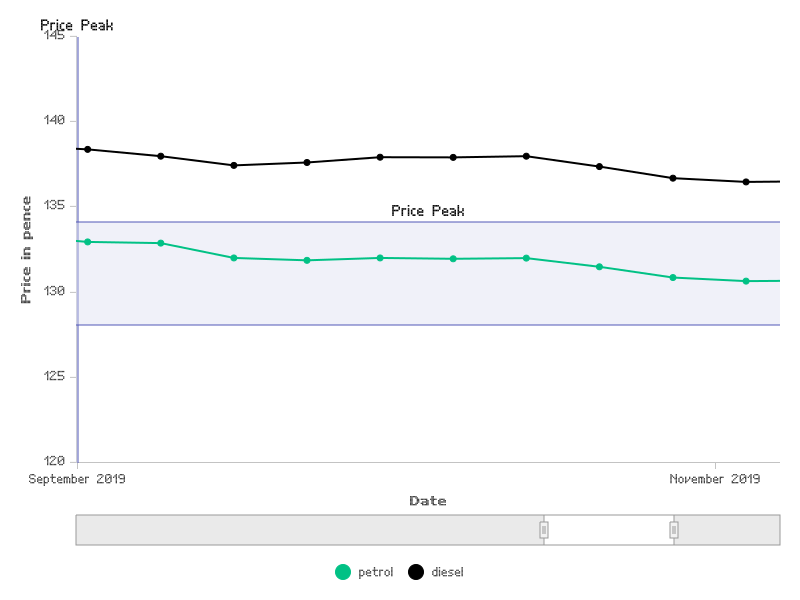 Price Peak
145
140
135
130
125
120
Price in pence
Price Peak
September 2019
November 2019
Date
petrol
diesel